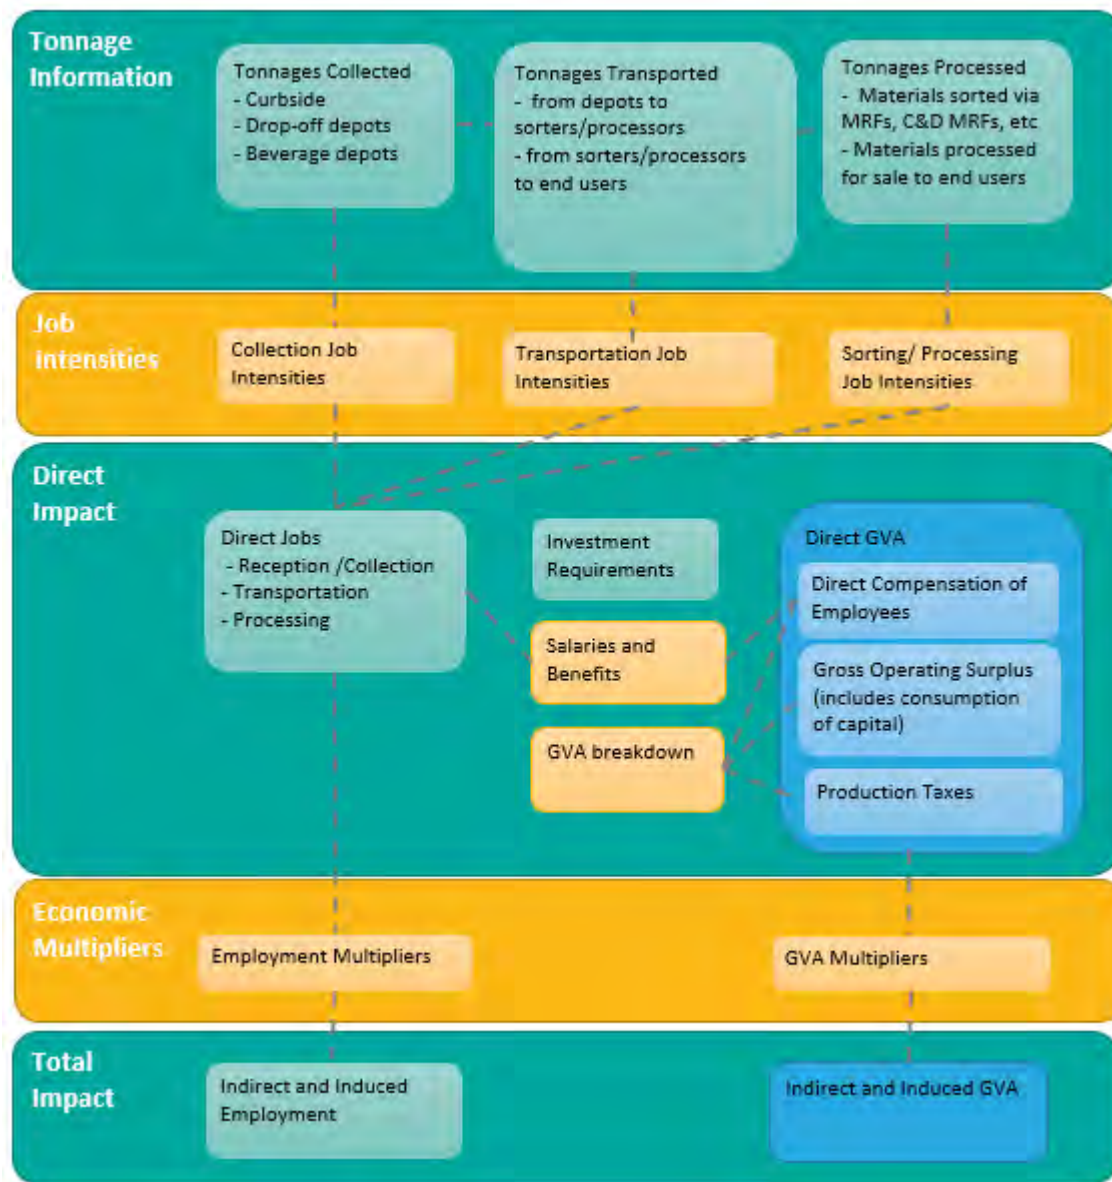 Tonnage
Information
Tonnages Collected
- Curbside
- Drop-off depots
- Beverage depots
Tonnages Transported
- from depots to
sorters/processors
- from sorters/processors
to end users
Tonnages Processed
- Materials sorted via
MRFs, C&D MRFs, etc
- Materials processed
for sale to end users
Job
Intensities
Collection Job
Intensities
Transportation Job
Intensities
Sorting/ Processing
Job Intensities
Direct
Impact
Direct Jobs
- Reception /Collection
- Transportation
- Processing
Investment
Requirements
Salaries and
Benefits
GVA breakdown
Direct GVA
Direct Compensation of
Employees
Gross Operating Surplus
(includes consumption
of capital)
Production Taxes
Economic
Multipliers
Employment Multipliers
GVA Multipliers
Total
Impact
Indirect and Induced
Employment
Indirect and Induced GVA